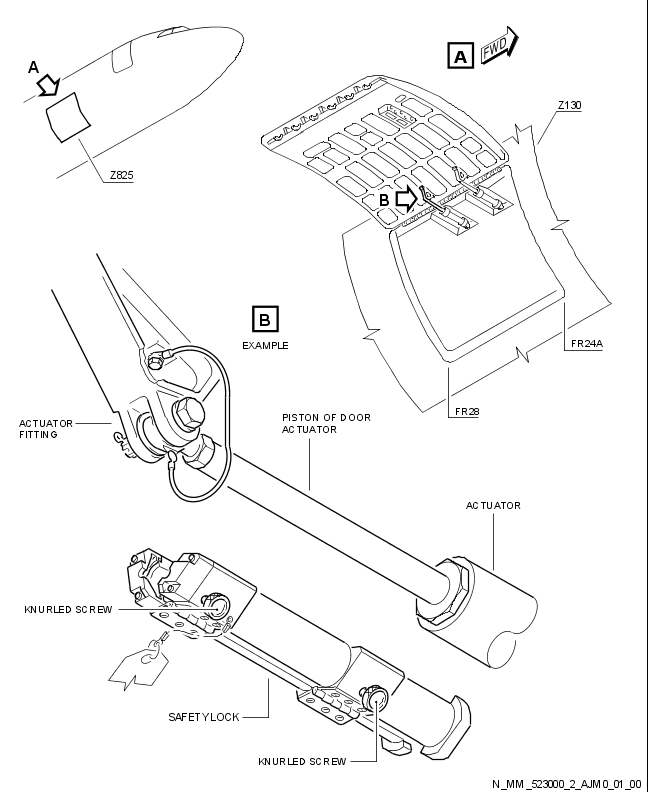 A
Z825
A
FWD
Z130
B
FR24A
FR28
B
EXAMPLE
ACTUATOR
FITTING
PISTON OF DOOR
ACTUATOR
ACTUATOR
KNURLED SCREW
SAFETYLOCK
KNURLED SCREW
N_MM_523000_2_AJM0_01_00